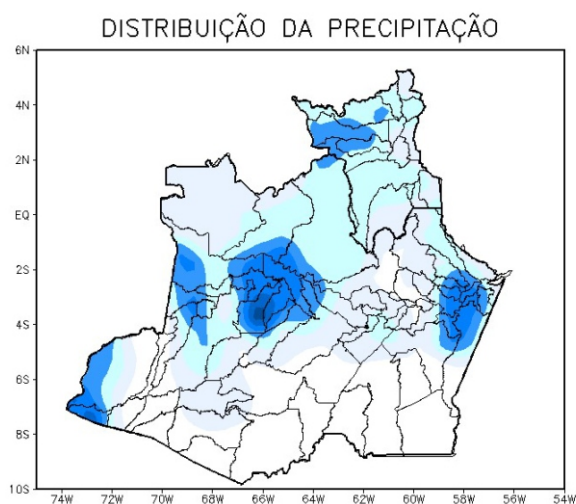 DISTRIBUIÇÃO DA PRECIPITAÇÃO
6N
4N
2N
EQ
2S
4S
6S
8S
10S
74W 72W 70W 68W 66W 64W 62W 60W 58W 56W 54W